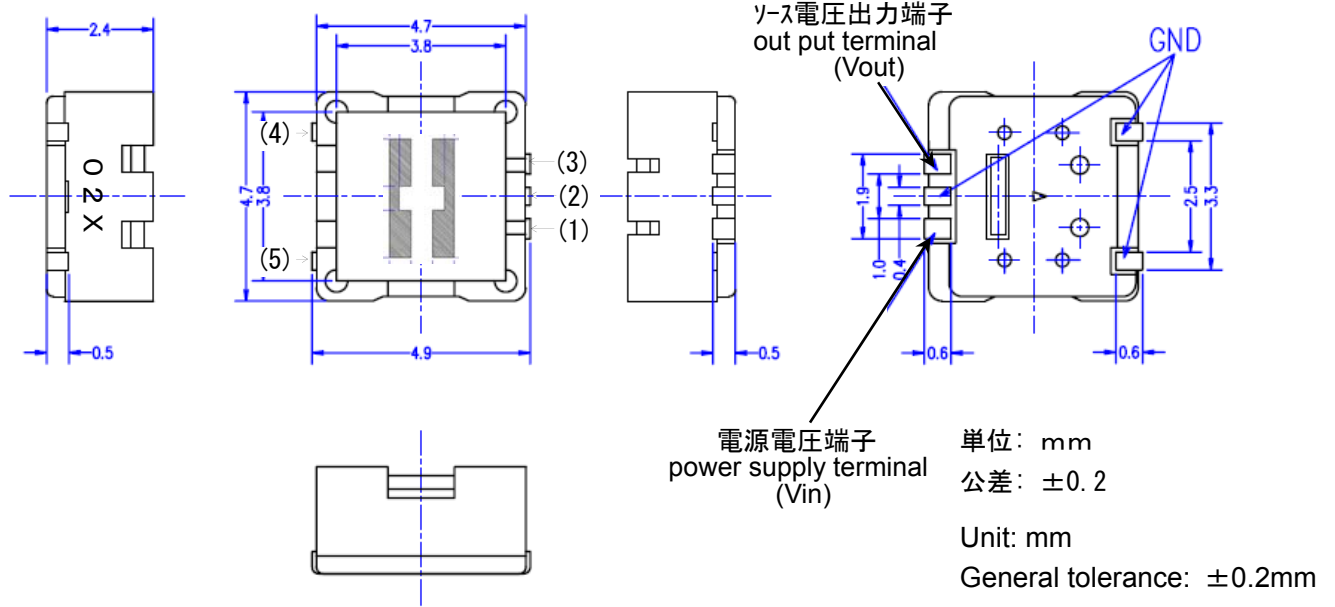 2.4
0 2 X
0.5
4.7
3.8
4.7
3.8
(4)
(5)
(3)
(2)
(1)
4.9
0.5
ｿｰｽ電圧出力端子
out put terminal
(Vout)
GND
1.9
1.0
0.4
2.5
3.3
0.6
0.6
電源電圧端子
power supply terminal
(Vin)
単位: mm
公差: ±0.2
Unit: mm
General tolerance: ±0.2mm